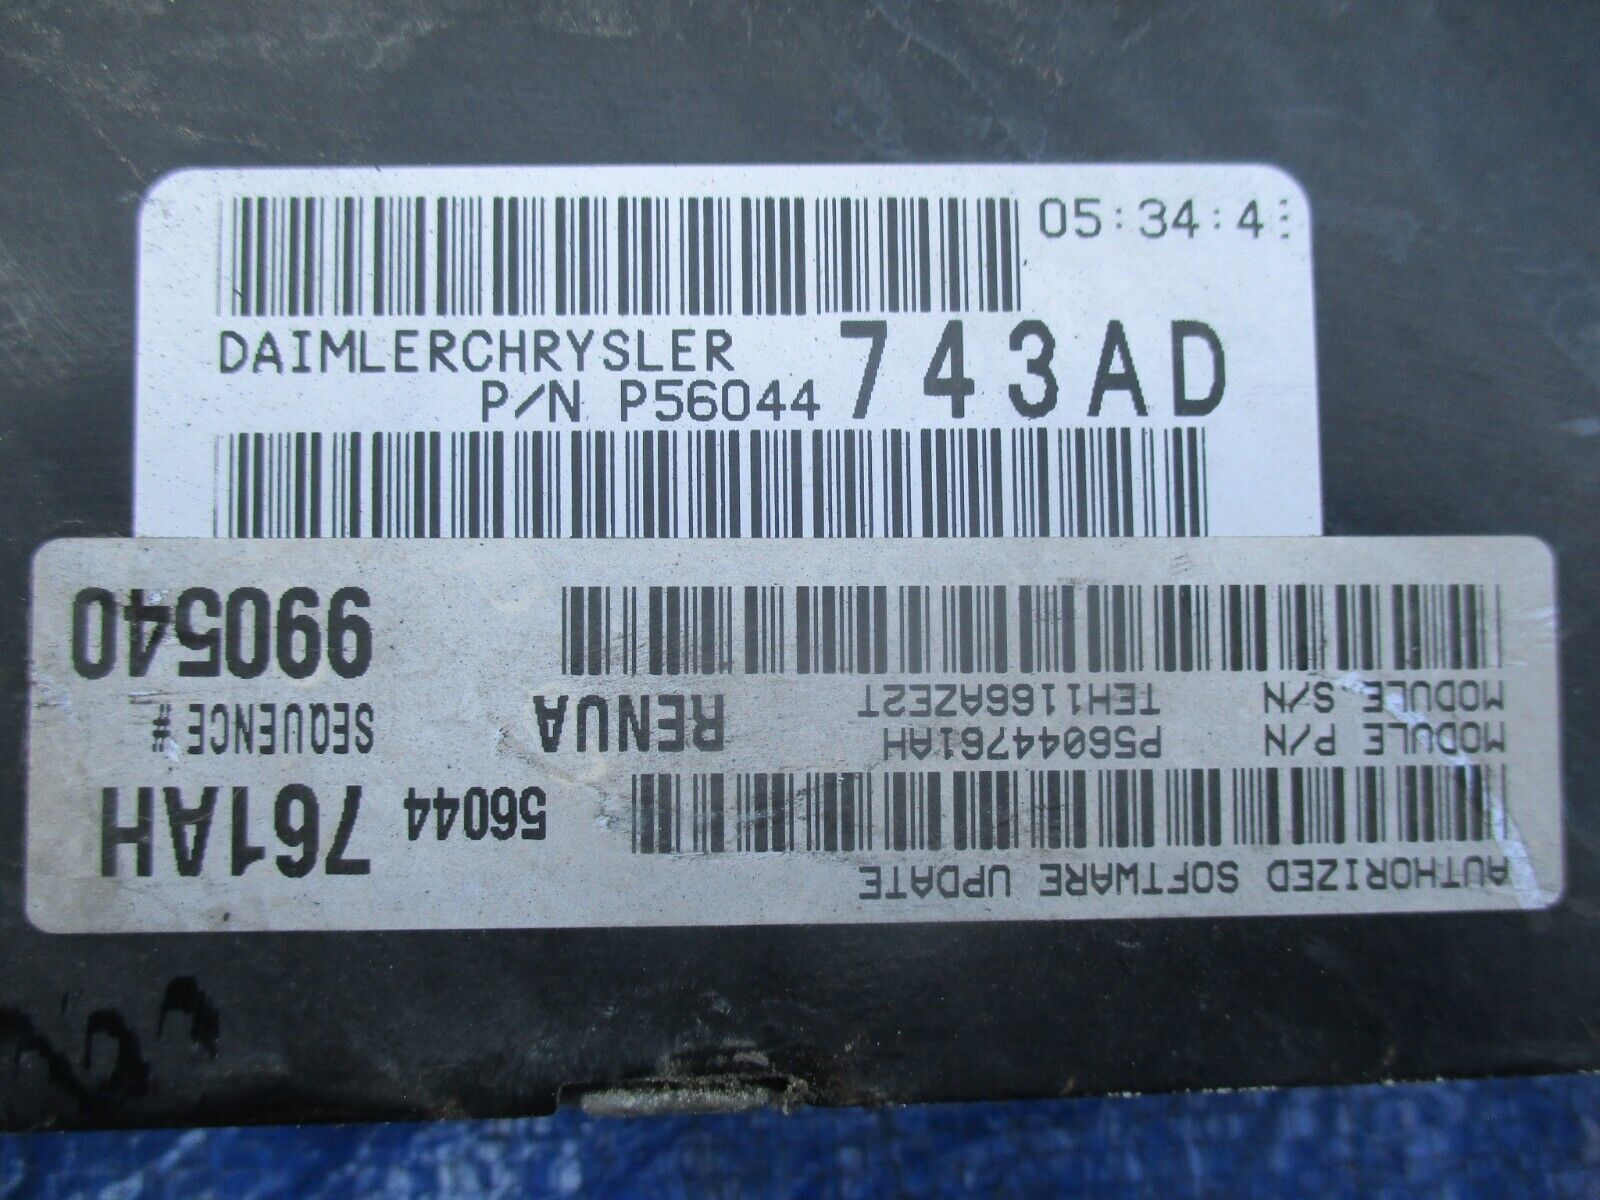 05:34:4
DAIMLERCHRYSLER
P/N P56044 743AD
AUTHORIZED SOFTWARE UPDATE
56044 761AH
MODULE P/N P56044761AH
MODULE S/N TEH1166AZE2T
RENUA
SEQUENCE #
990540